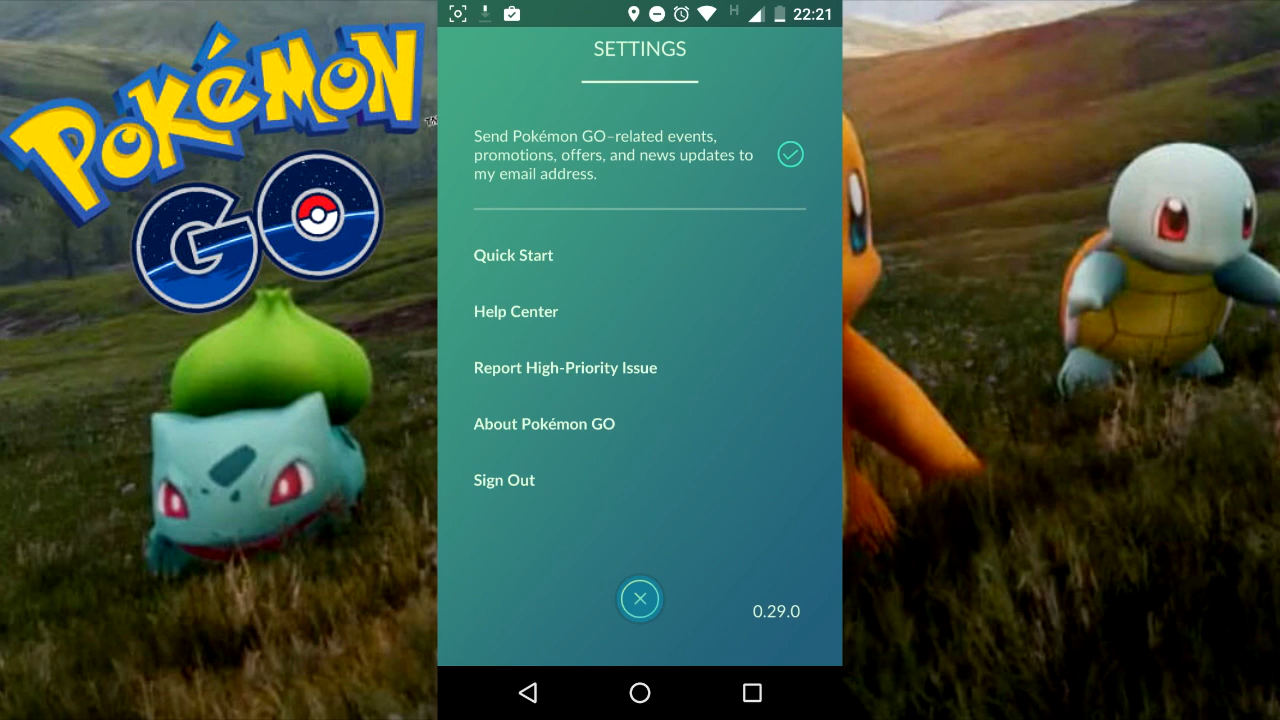 POKÉMON
TM
GO
H
22:21
SETTINGS
Send Pokémon GO–related events,
promotions, offers, and news updates to
my email address.
Quick Start
Help Center
Report High-Priority Issue
About Pokémon GO
Sign Out
0.29.0